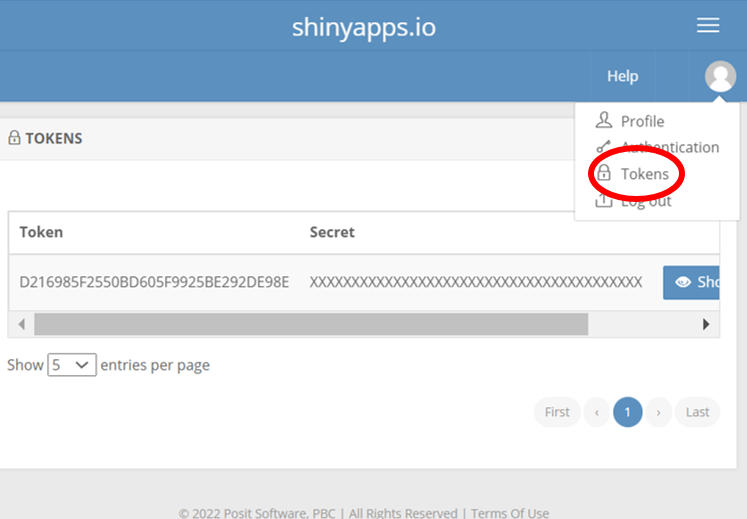 shinyapps.io
Help
Profile
Authentication
Tokens
Log out
TOKENS
Token Secret
D216985F2550BD605F9925BE292DE98E XXXXXXXXXXXXXXXXXXXXXXXXXXXXXXXXXXXXXXXX Sho
Show 5 entries per page
First ‹ 1 › Last
© 2022 Posit Software, PBC | All Rights Reserved | Terms Of Use